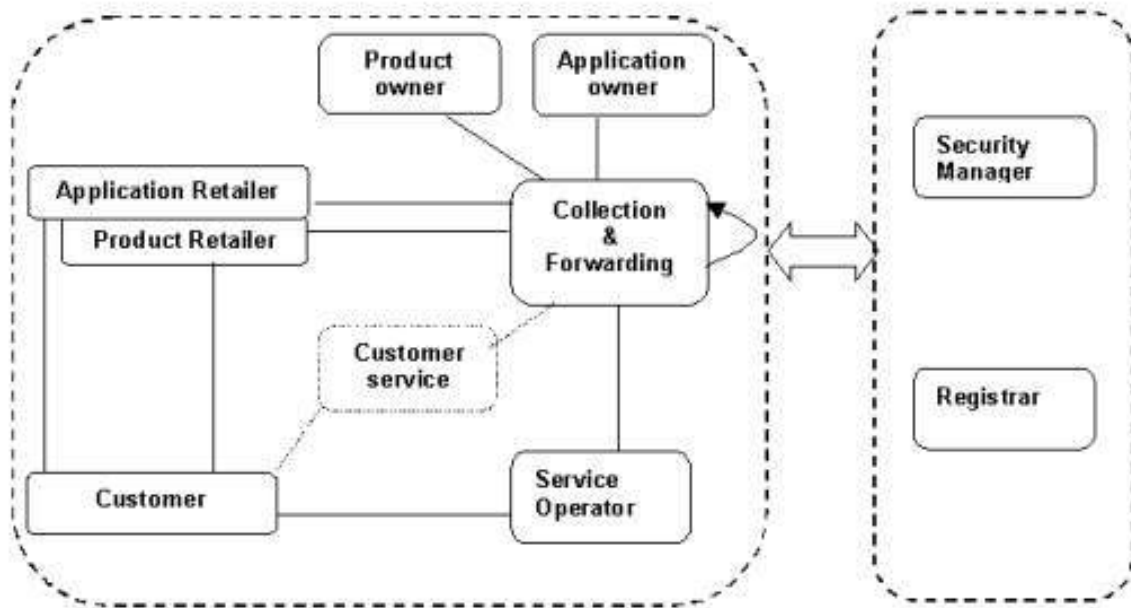 Product
owner
Application
owner
Security
Manager
Application Retailer
Product Retailer
Collection
&
Forwarding
Customer
service
Registrar
Customer
Service
Operator